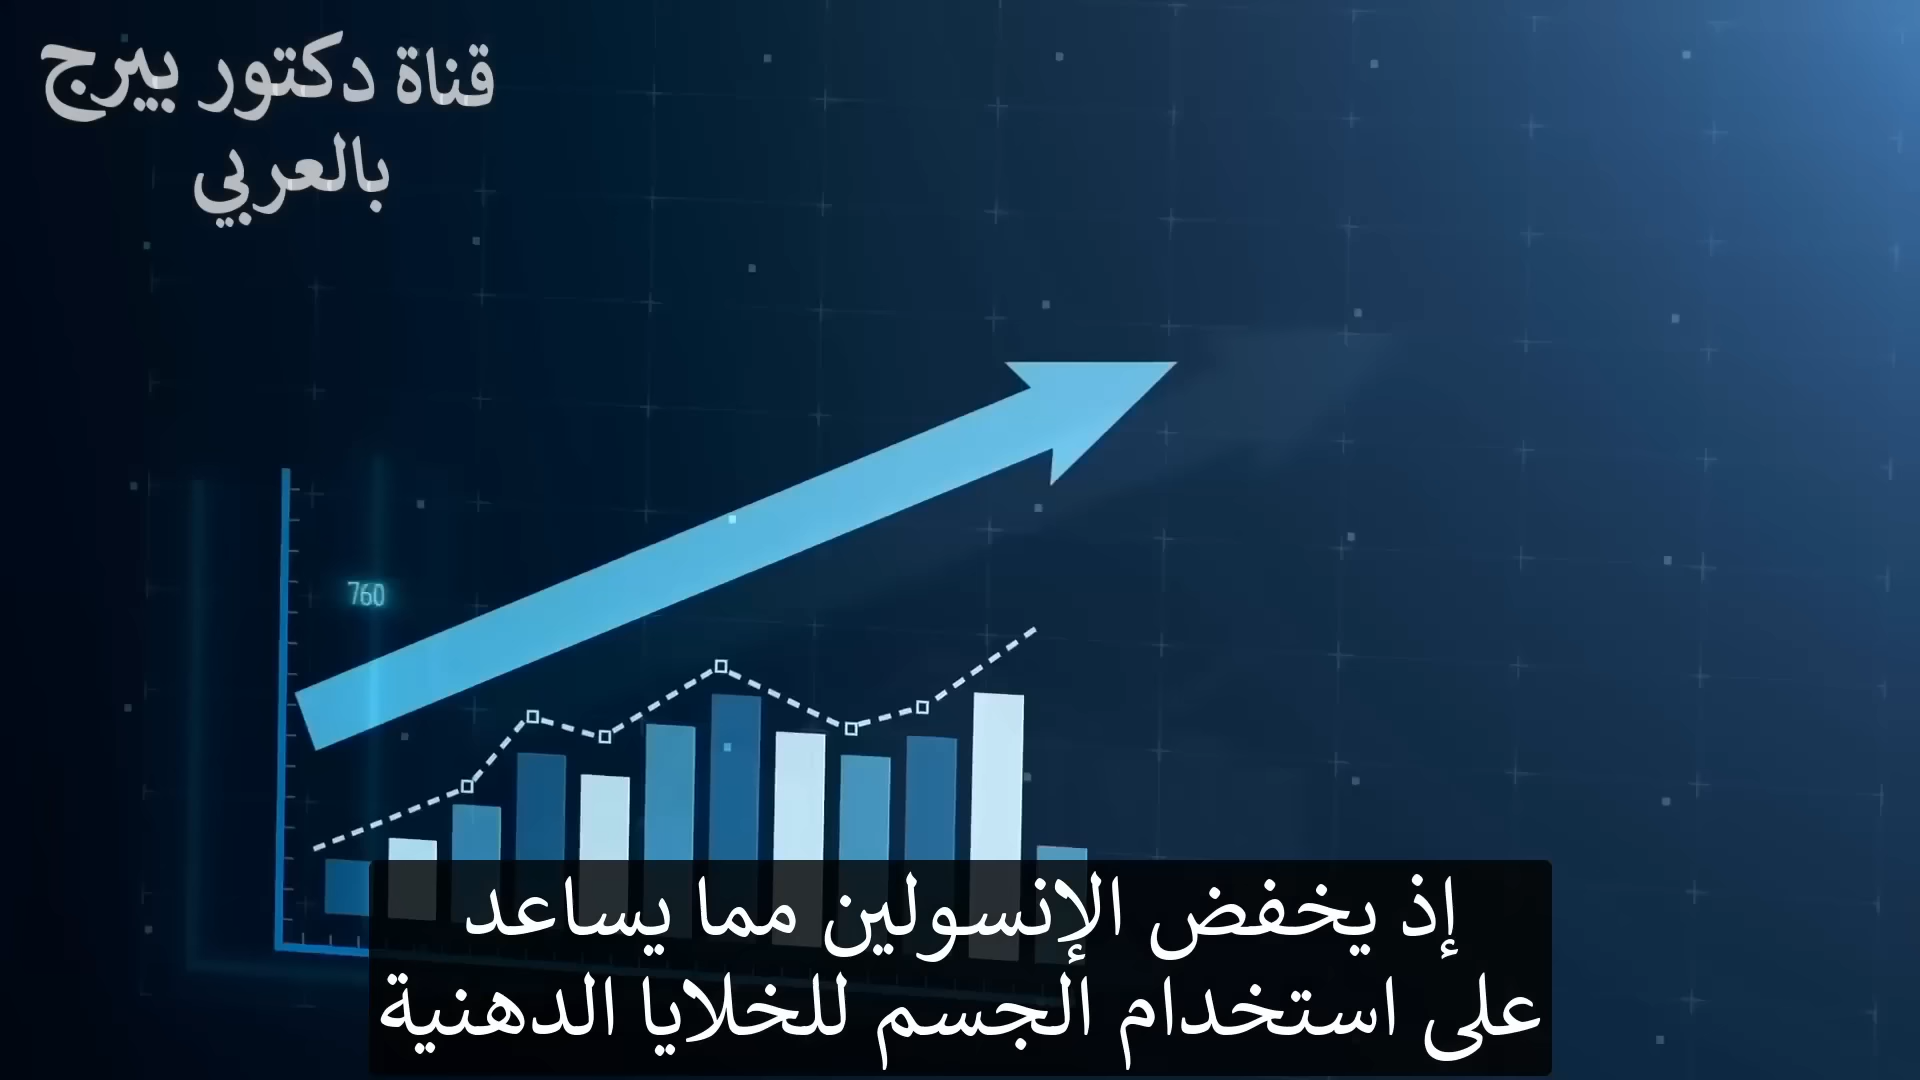 قناة دكتور بيرج
بالعربي
760
إذ يخفض الإنسولين مما يساعد
على استخدام الجسم للخلايا الدهنية